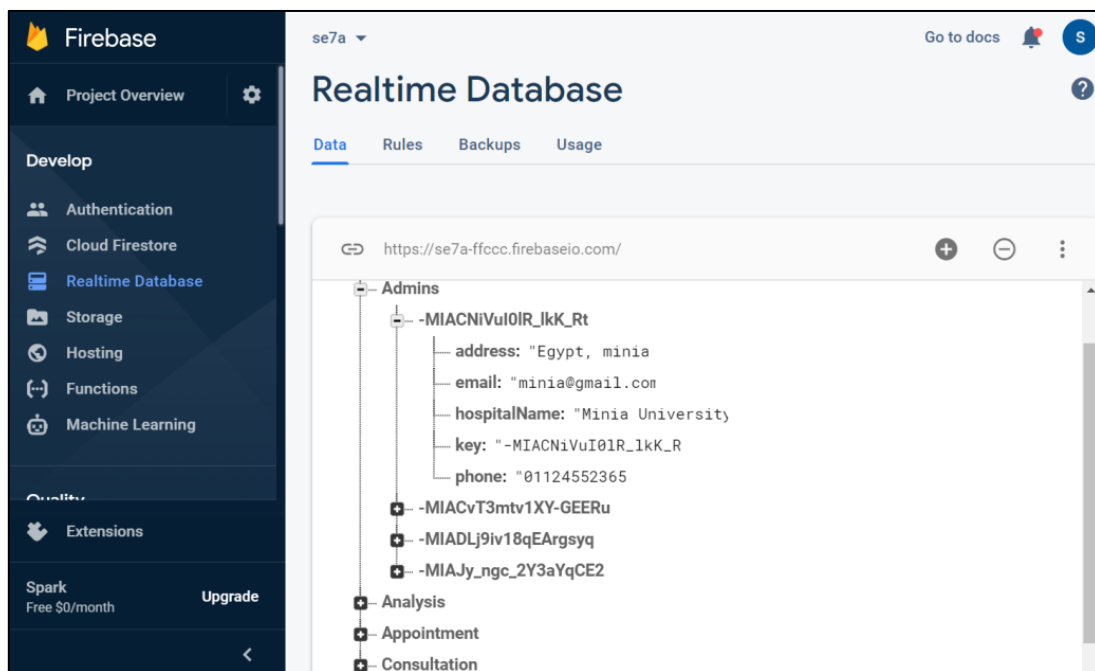 Firebase
Project Overview
Develop
Authentication
Cloud Firestore
Realtime Database
Storage
Hosting
Functions
Machine Learning
Quality
Extensions
Spark
Free $0/month
Upgrade
se7a
Go to docs
S
Realtime Database
Data Rules Backups Usage
https://se7a-ffccc.firebaseio.com/
Admins
-MIACNiVuI0lR_lkK_Rt
address: "Egypt, minia
email: "minia@gmail.com
hospitalName: "Minia University
key: "-MIACNiVuI0lR_lkK_R
phone: "01124552365
-MIACvT3mtv1XY-GEERu
-MIADLj9iv18qEArgsyq
-MIAJy_ngc_2Y3aYqCE2
Analysis
Appointment
Consultation